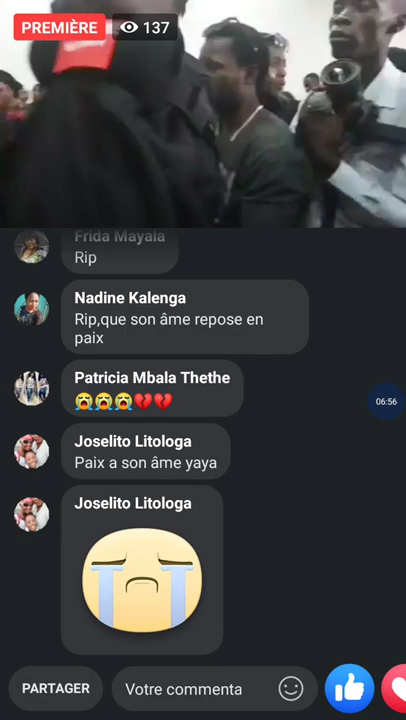 PREMIÈRE
137
Frida Mayala
Rip
Nadine Kalenga
Rip,que son âme repose en
paix
Patricia Mbala Thethe
😭😭😭💔💔
06:56
Joselito Litologa
Paix a son âme yaya
Joselito Litologa
PARTAGER
Votre commenta